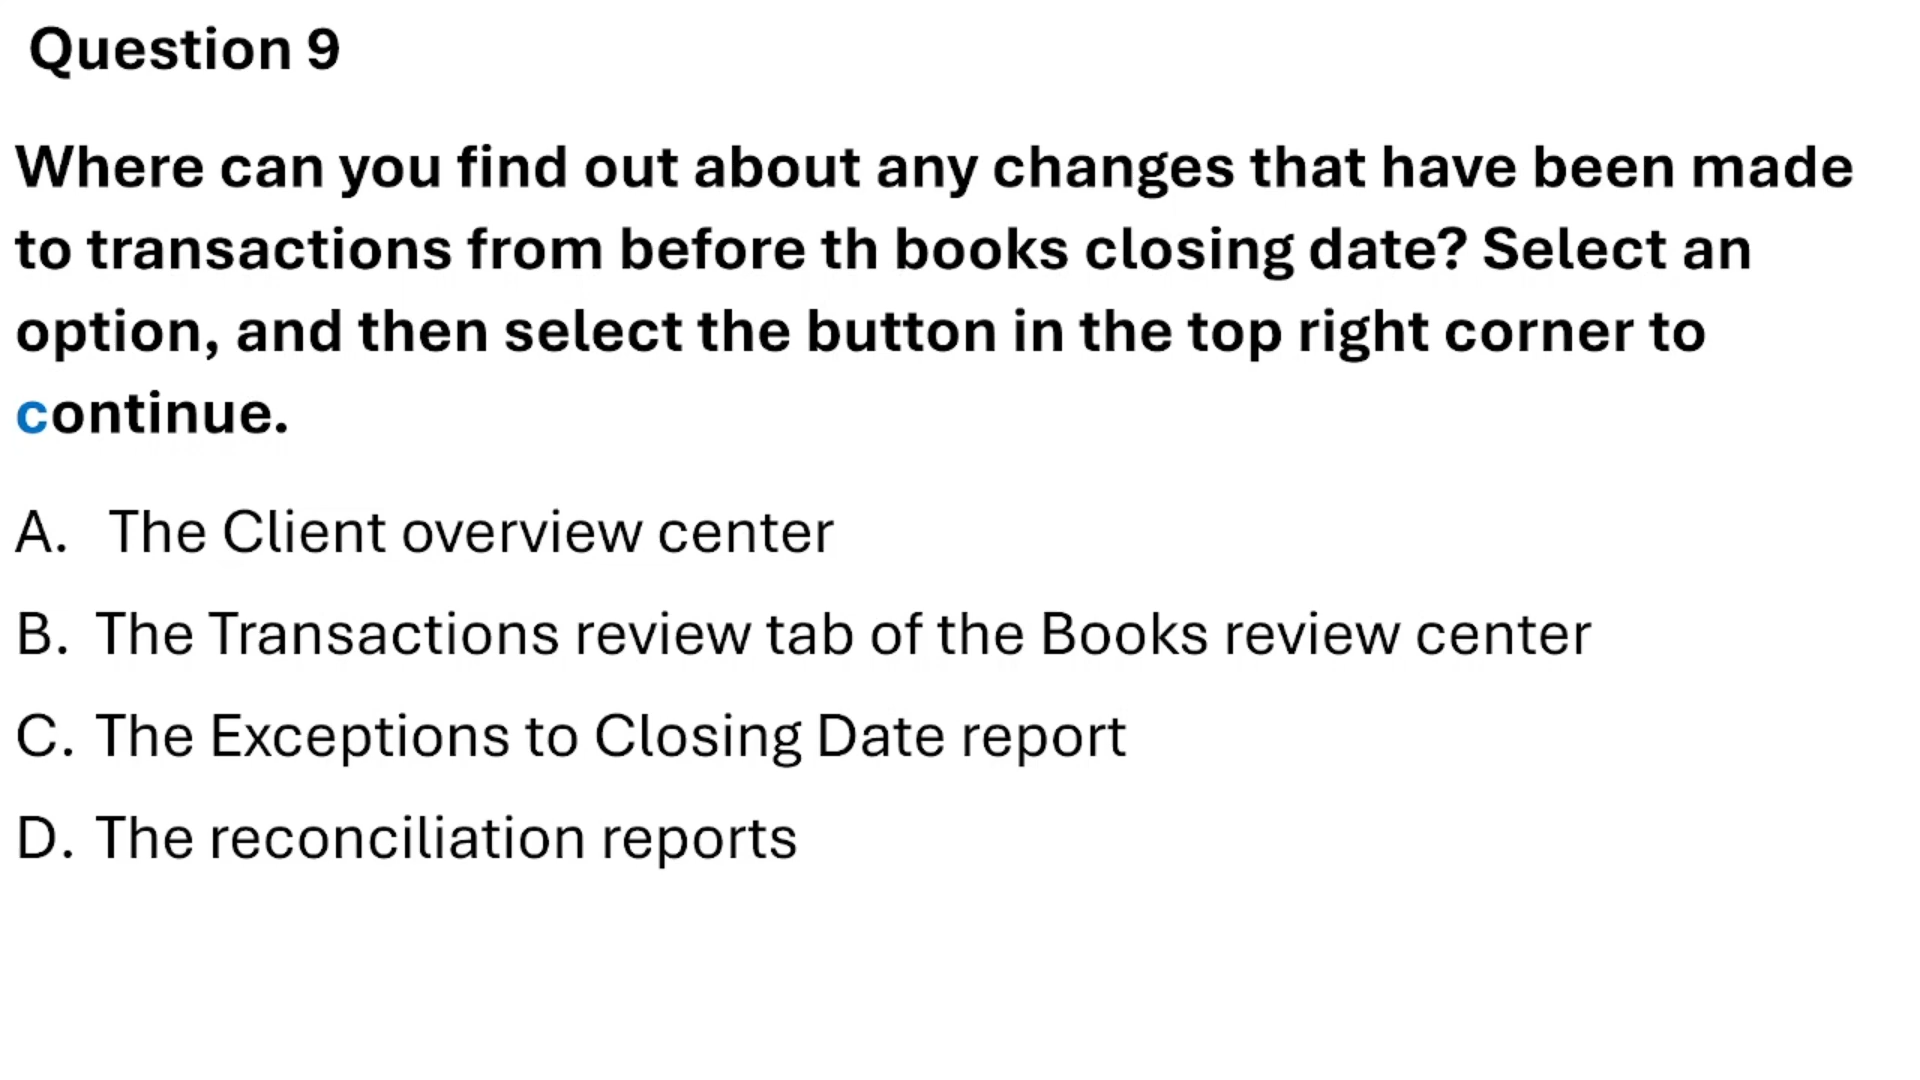 Question 9
Where can you find out about any changes that have been made
to transactions from before th books closing date? Select an
option, and then select the button in the top right corner to
continue.
A. The Client overview center
B. The Transactions review tab of the Books review center
C. The Exceptions to Closing Date report
D. The reconciliation reports